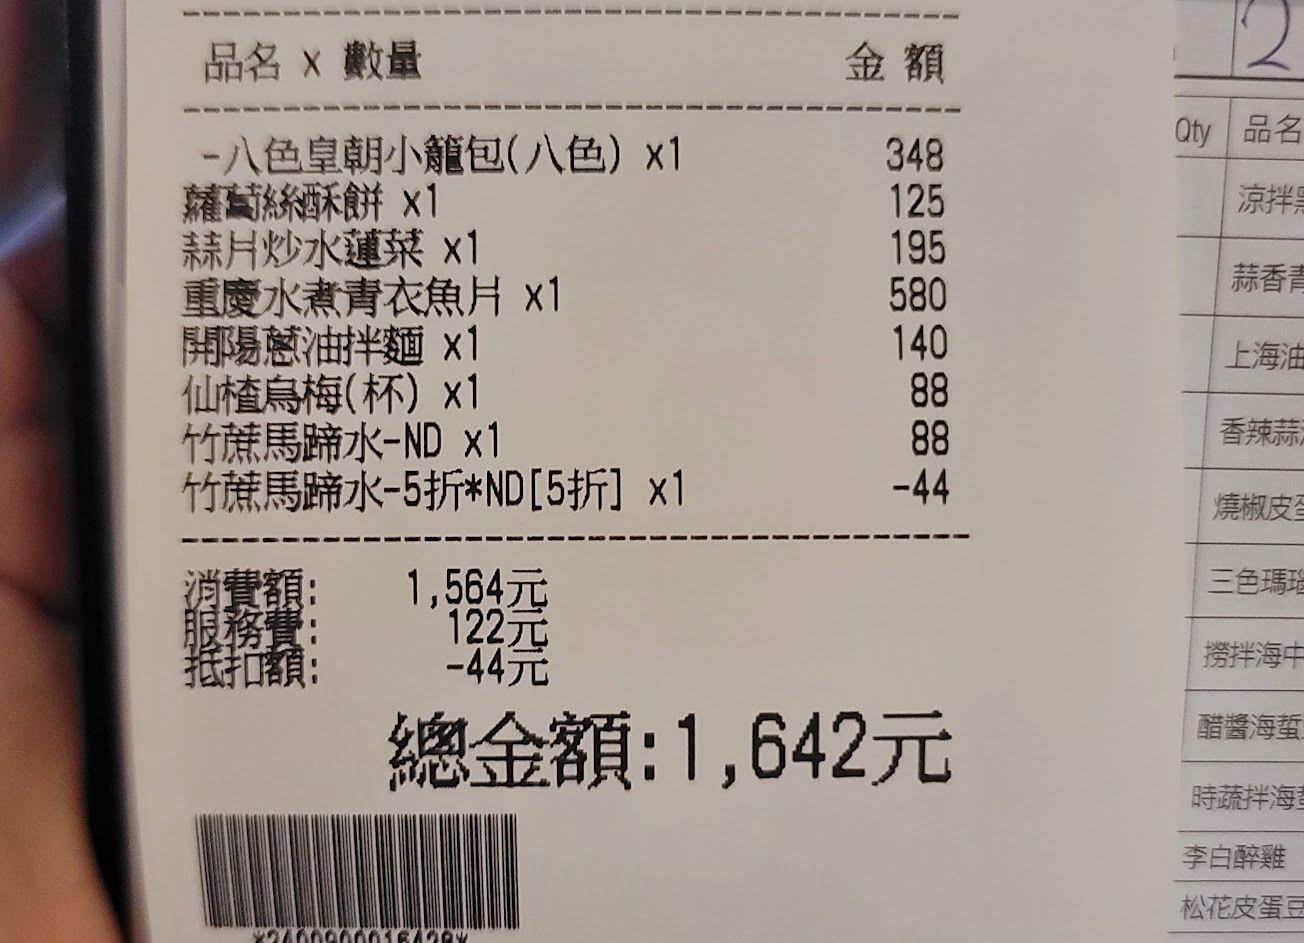 品名 x 數量 金 額
-八色皇朝小籠包(八色) x1 348
蘿蔔絲酥餅 x1 125
蒜片炒水蓮菜 x1 195
重慶水煮青衣魚片 x1 580
開陽蔥油拌麵 x1 140
仙楂烏梅(杯) x1 88
竹蔗馬蹄水-ND x1 88
竹蔗馬蹄水-5折*ND[5折] x1 -44
消費額: 1,564元
服務費: 122元
抵扣額: -44元
總金額:1,642元
2
Qty 品名
涼拌
蒜香青
上海油
香辣蒜
燒椒皮蛋
三色瑪瑙
撈拌海中
醋醬海蜇
時蔬拌海蜇
李白醉雞
松花皮蛋豆